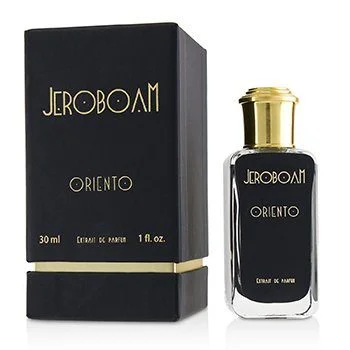 JEROBOAM
ORIENTO
30 ml 1 fl. oz.
EXTRAIT DE PARFUM
JEROBOAM
ORIENTO
EXTRAIT DE PARFUM